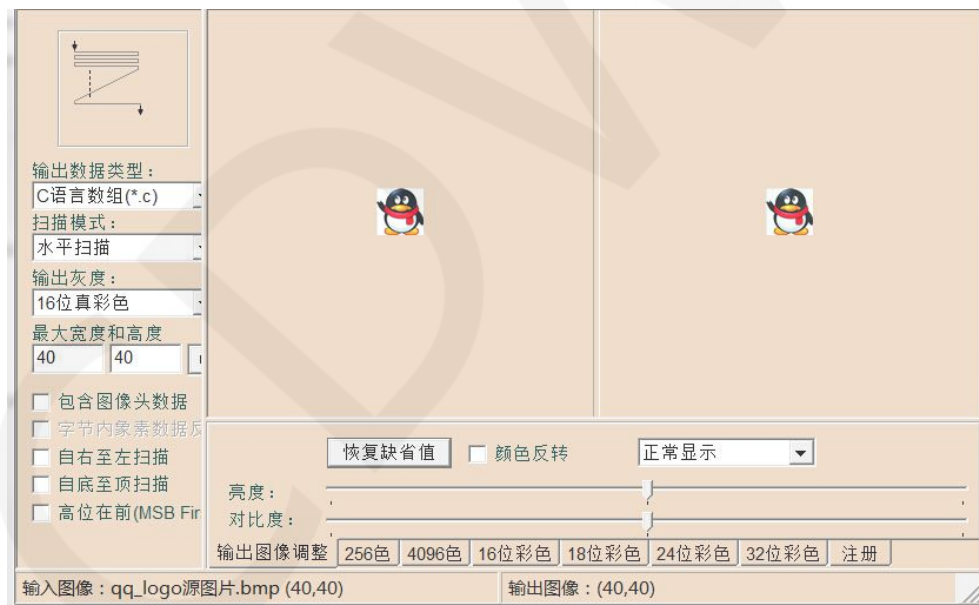 输出数据类型：
C语言数组(*.c)
扫描模式：
水平扫描
输出灰度：
16位真彩色
最大宽度和高度
40 40
包含图像头数据
字节内象素数据反
自右至左扫描
自底至顶扫描
高位在前(MSB Fir
恢复缺省值 颜色反转 正常显示
亮度：
对比度：
输出图像调整 256色 4096色 16位彩色 18位彩色 24位彩色 32位彩色 注册
输入图像：qq_logo源图片.bmp (40,40) 输出图像：(40,40)